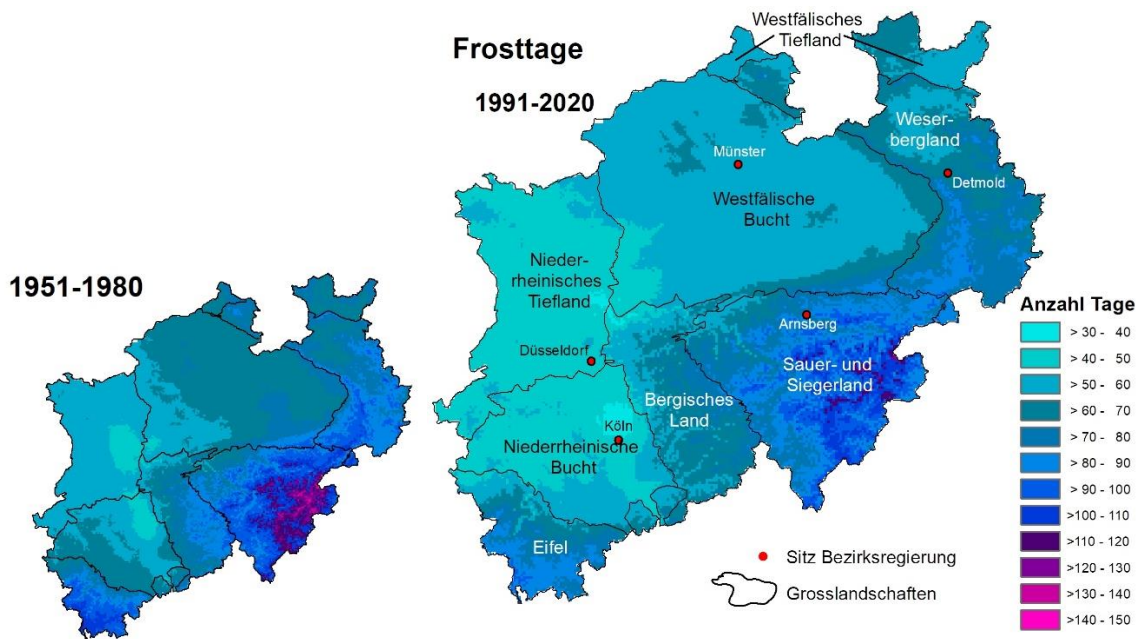 Frosttage
1991-2020
1951-1980
Westfälisches
Tiefland
Weser-
bergland
Münster
Detmold
Westfälische
Bucht
Nieder-
rheinisches
Tiefland
Arnsberg
Düsseldorf
Sauer- und
Siegerland
Bergisches
Land
Köln
Niederrheinische
Bucht
Eifel
Sitz Bezirksregierung
Grosslandschaften
Anzahl Tage
> 30 - 40
> 40 - 50
> 50 - 60
> 60 - 70
> 70 - 80
> 80 - 90
> 90 - 100
>100 - 110
>110 - 120
>120 - 130
>130 - 140
>140 - 150